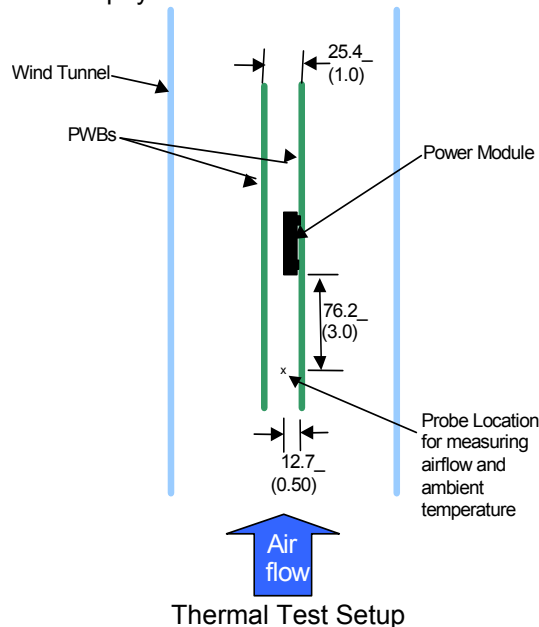 25.4_
(1.0)
Wind Tunnel
PWBs
Power Module
76.2_
(3.0)
x
Probe Location
for measuring
airflow and
ambient
temperature
12.7_
(0.50)
Air
flow
Thermal Test Setup